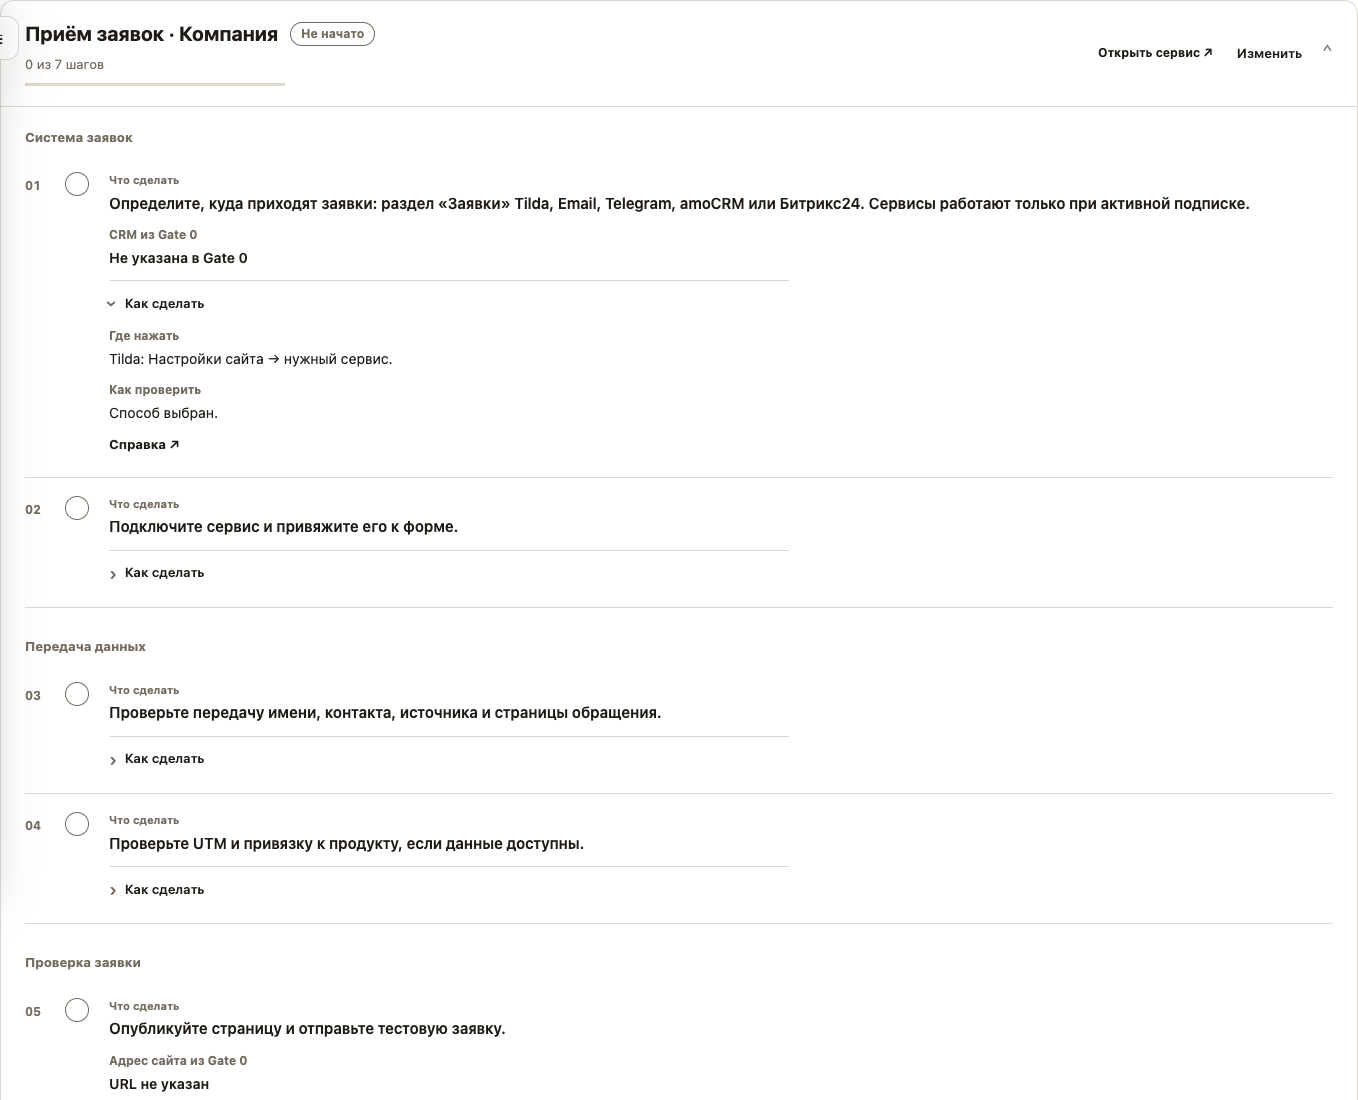 Приём заявок · Компания
Не начато
0 из 7 шагов
Открыть сервис ↗
Изменить
Система заявок
01
Что сделать
Определите, куда приходят заявки: раздел «Заявки» Tilda, Email, Telegram, amoCRM или Битрикс24. Сервисы работают только при активной подписке.
CRM из Gate 0
Не указана в Gate 0
Как сделать
Где нажать
Tilda: Настройки сайта → нужный сервис.
Как проверить
Способ выбран.
Справка ↗
02
Что сделать
Подключите сервис и привяжите его к форме.
Как сделать
Передача данных
03
Что сделать
Проверьте передачу имени, контакта, источника и страницы обращения.
Как сделать
04
Что сделать
Проверьте UTM и привязку к продукту, если данные доступны.
Как сделать
Проверка заявки
05
Что сделать
Опубликуйте страницу и отправьте тестовую заявку.
Адрес сайта из Gate 0
URL не указан